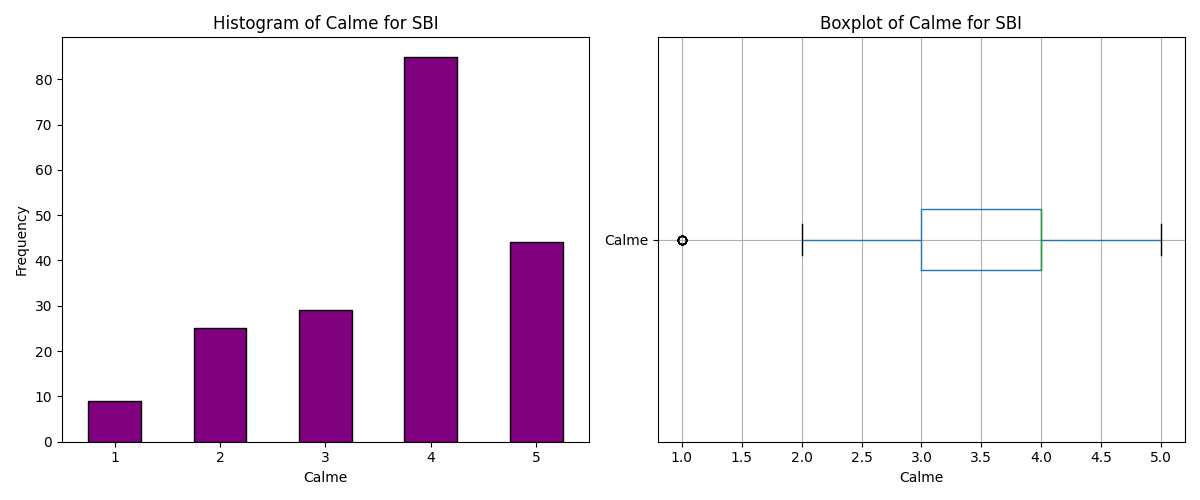 Histogram of Calme for SBI
Frequency
80
70
60
50
40
30
20
10
0
1 2 3 4 5
Calme
Boxplot of Calme for SBI
Calme
1.0 1.5 2.0 2.5 3.0 3.5 4.0 4.5 5.0
Calme